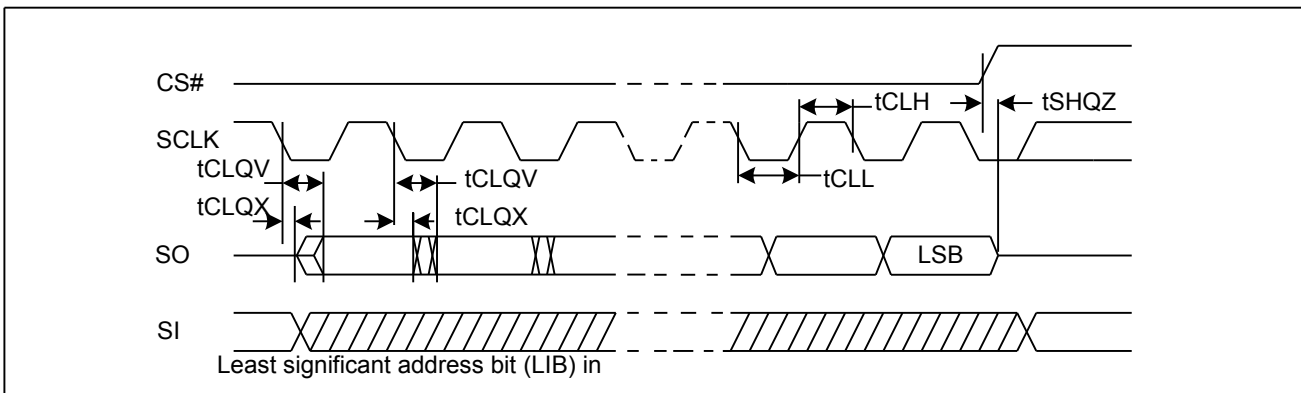 CS#
tCLH
tSHQZ
SCLK
tCLQV
tCLQV
tCLL
tCLQX
tCLQX
SO
LSB
SI
Least significant address bit (LIB) in